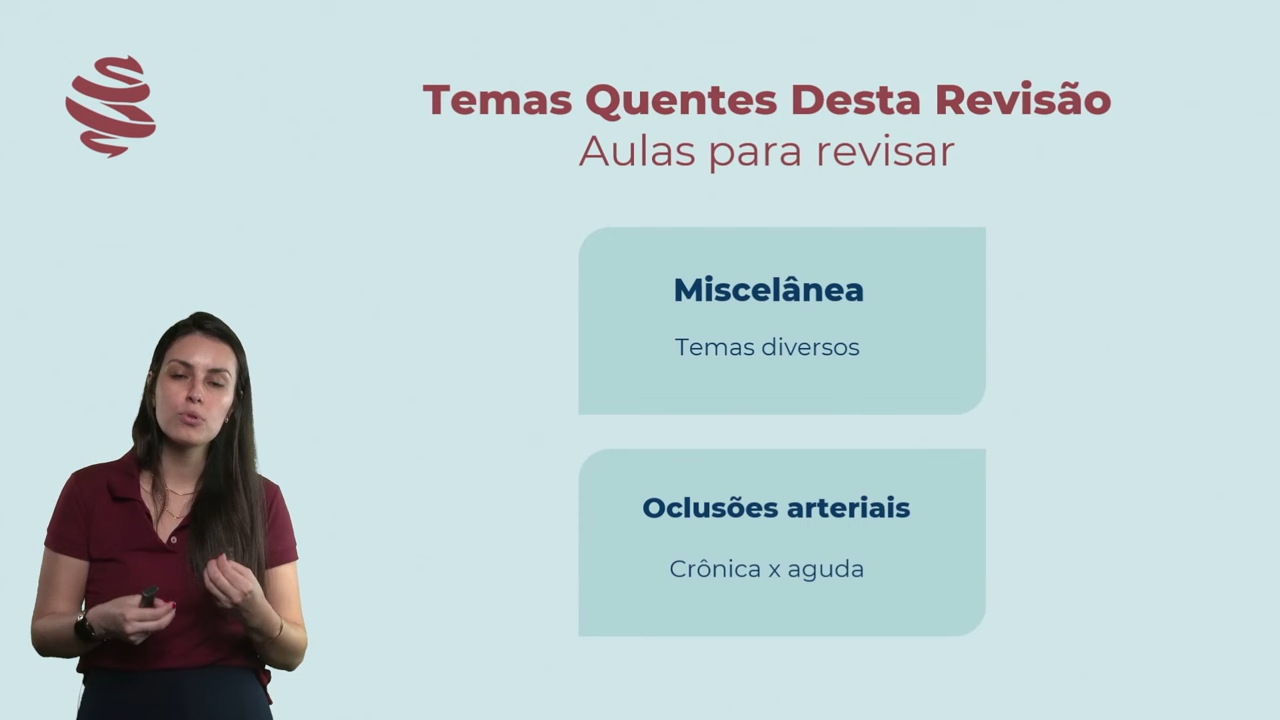 Temas Quentes Desta Revisão
Aulas para revisar
Miscelânea
Temas diversos
Oclusões arteriais
Crônica x aguda